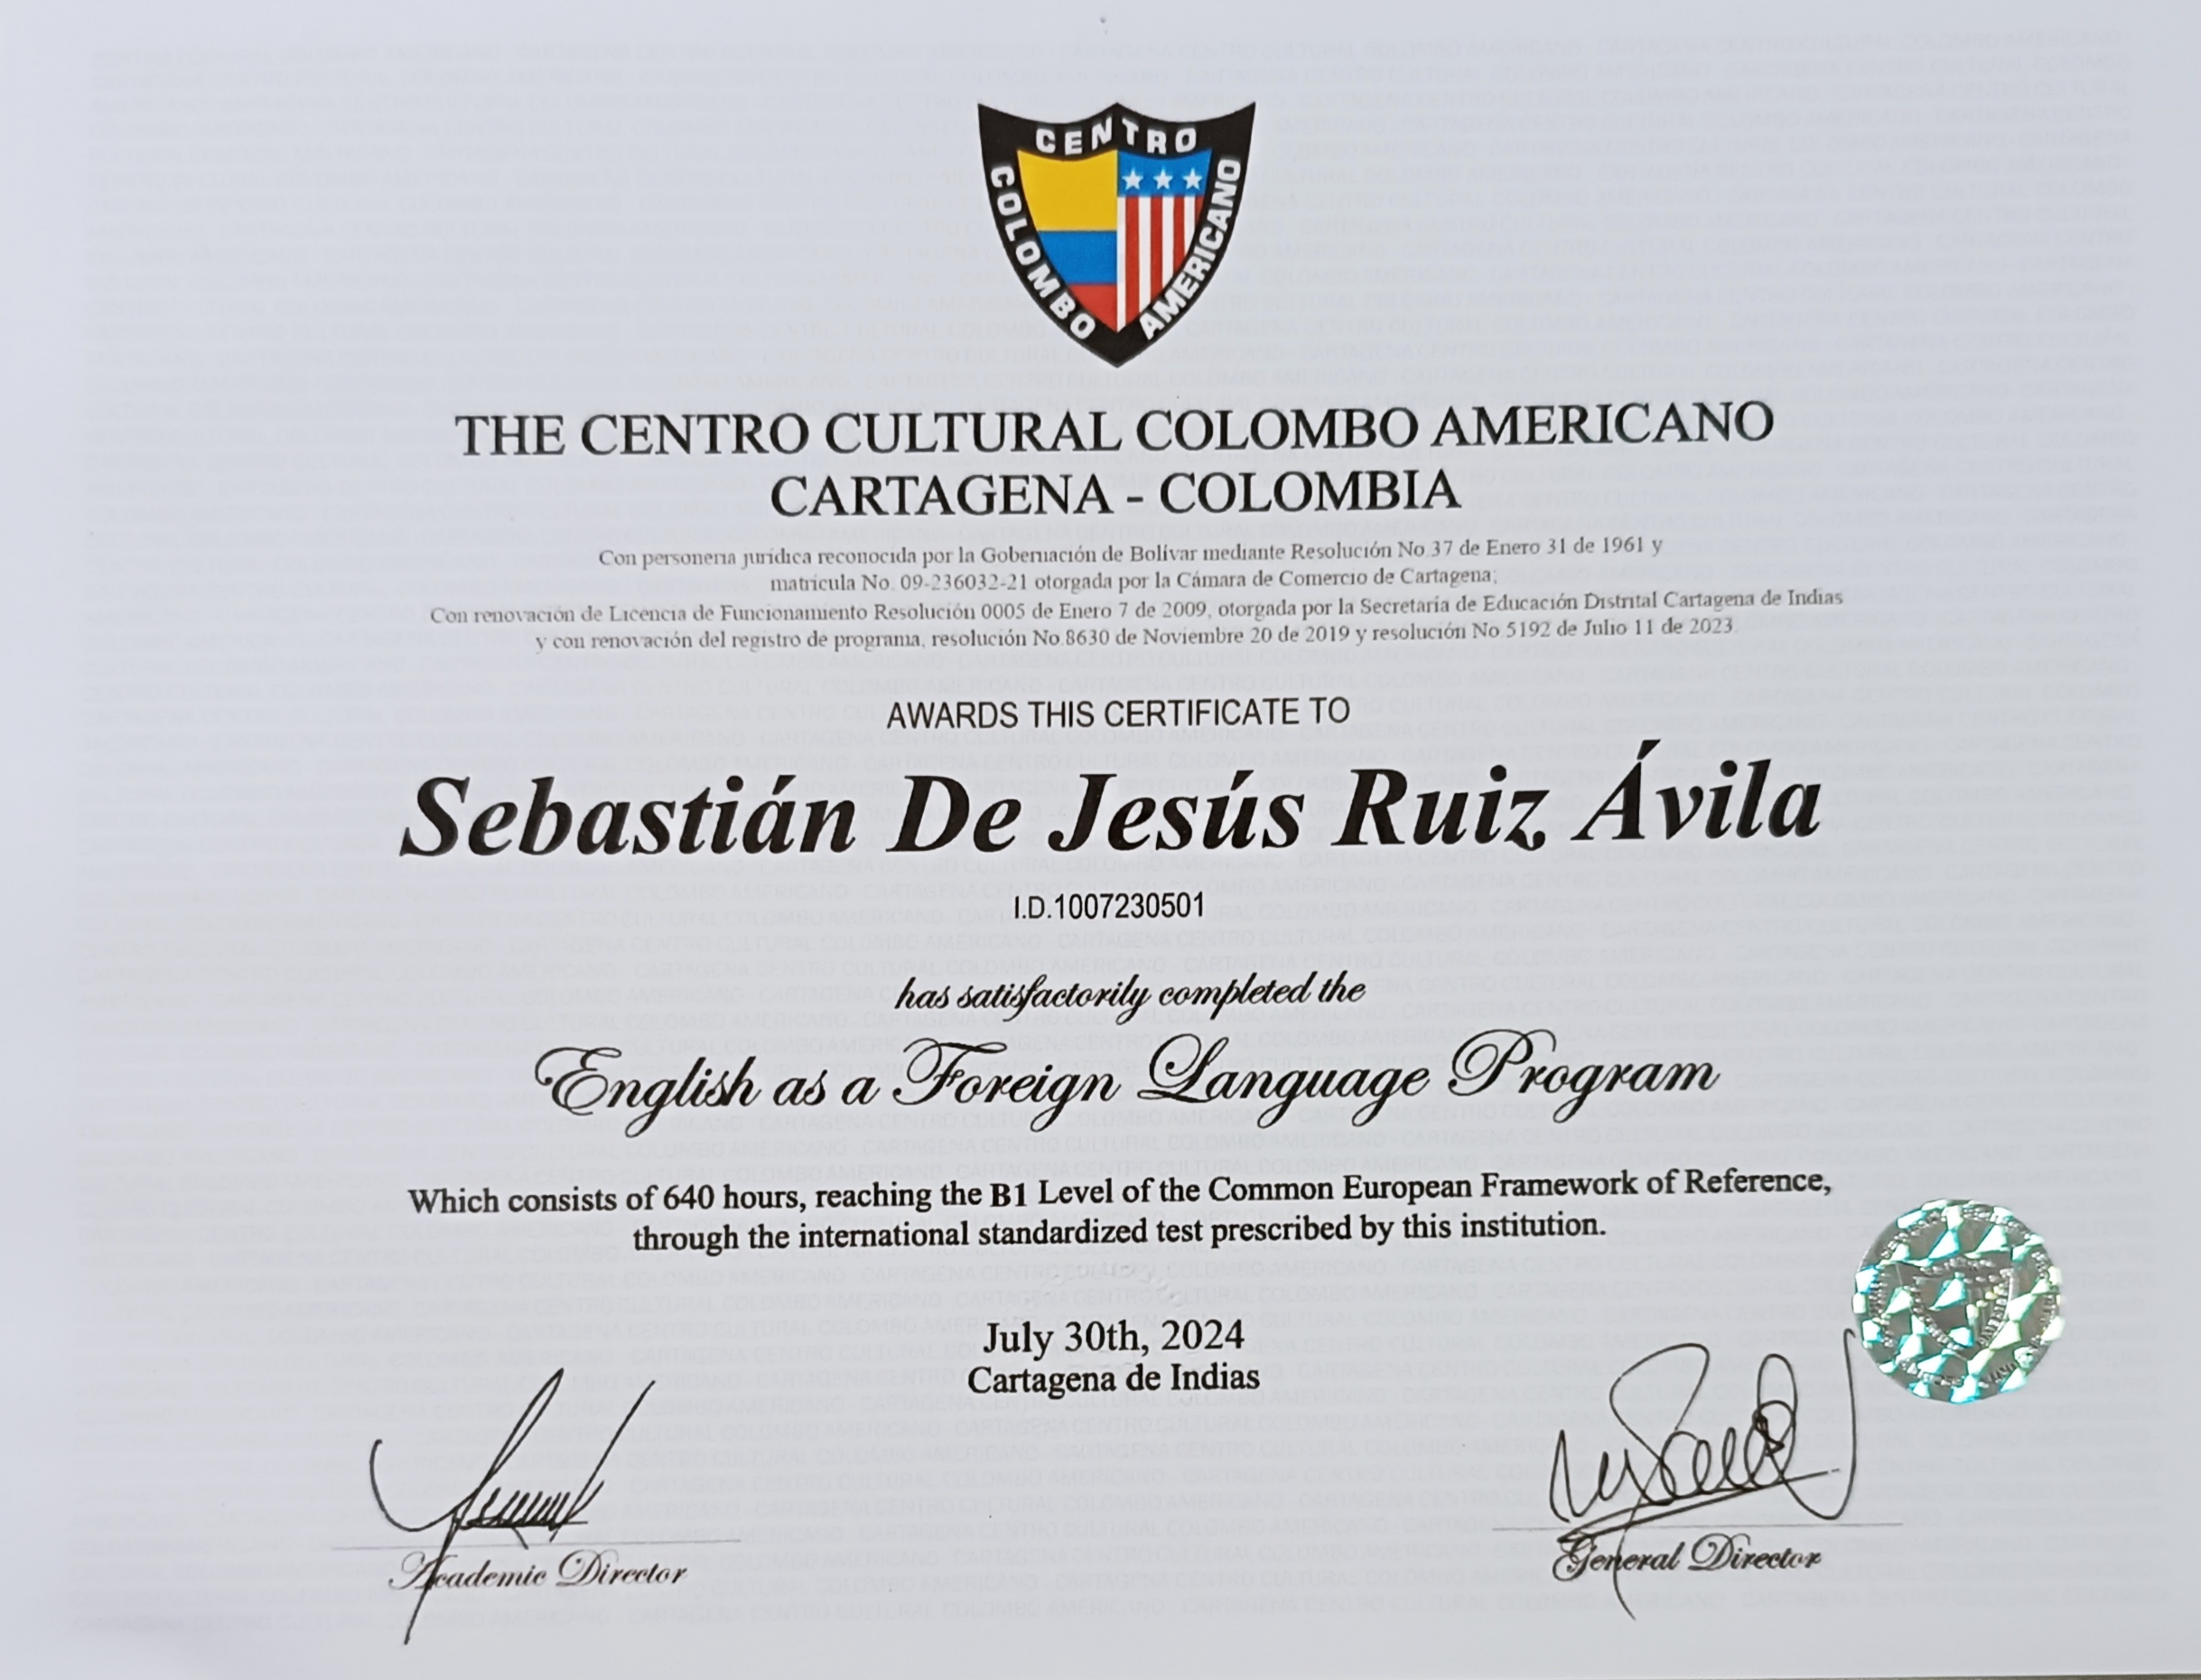 CENTRO
COLOMBO AMERICANO
THE CENTRO CULTURAL COLOMBO AMERICANO
CARTAGENA - COLOMBIA
Con personería jurídica reconocida por la Gobernación de Bolívar mediante Resolución No.37 de Enero 31 de 1961 y
matrícula No. 09-236032-21 otorgada por la Cámara de Comercio de Cartagena;
Con renovación de Licencia de Funcionamiento Resolución 0005 de Enero 7 de 2009, otorgada por la Secretaría de Educación Distrital Cartagena de Indias
y con renovación del registro de programa, resolución No.8630 de Noviembre 20 de 2019 y resolución No 5192 de Julio 11 de 2023.
AWARDS THIS CERTIFICATE TO
Sebastián De Jesús Ruiz Ávila
I.D.1007230501
has satisfactorily completed the
English as a Foreign Language Program
Which consists of 640 hours, reaching the B1 Level of the Common European Framework of Reference,
through the international standardized test prescribed by this institution.
July 30th, 2024
Cartagena de Indias
Academic Director
General Director